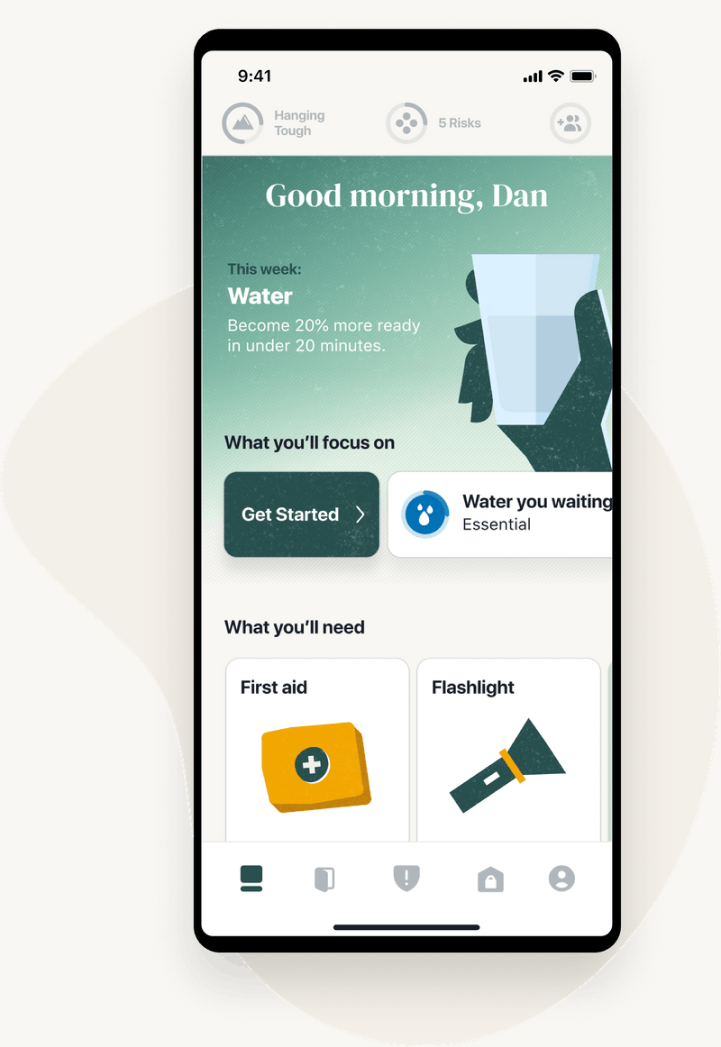 9:41
Hanging
Tough
5 Risks
Good morning, Dan
This week:
Water
Become 20% more ready
in under 20 minutes.
What you’ll focus on
Get Started
Water you waiting
Essential
What you’ll need
First aid
Flashlight